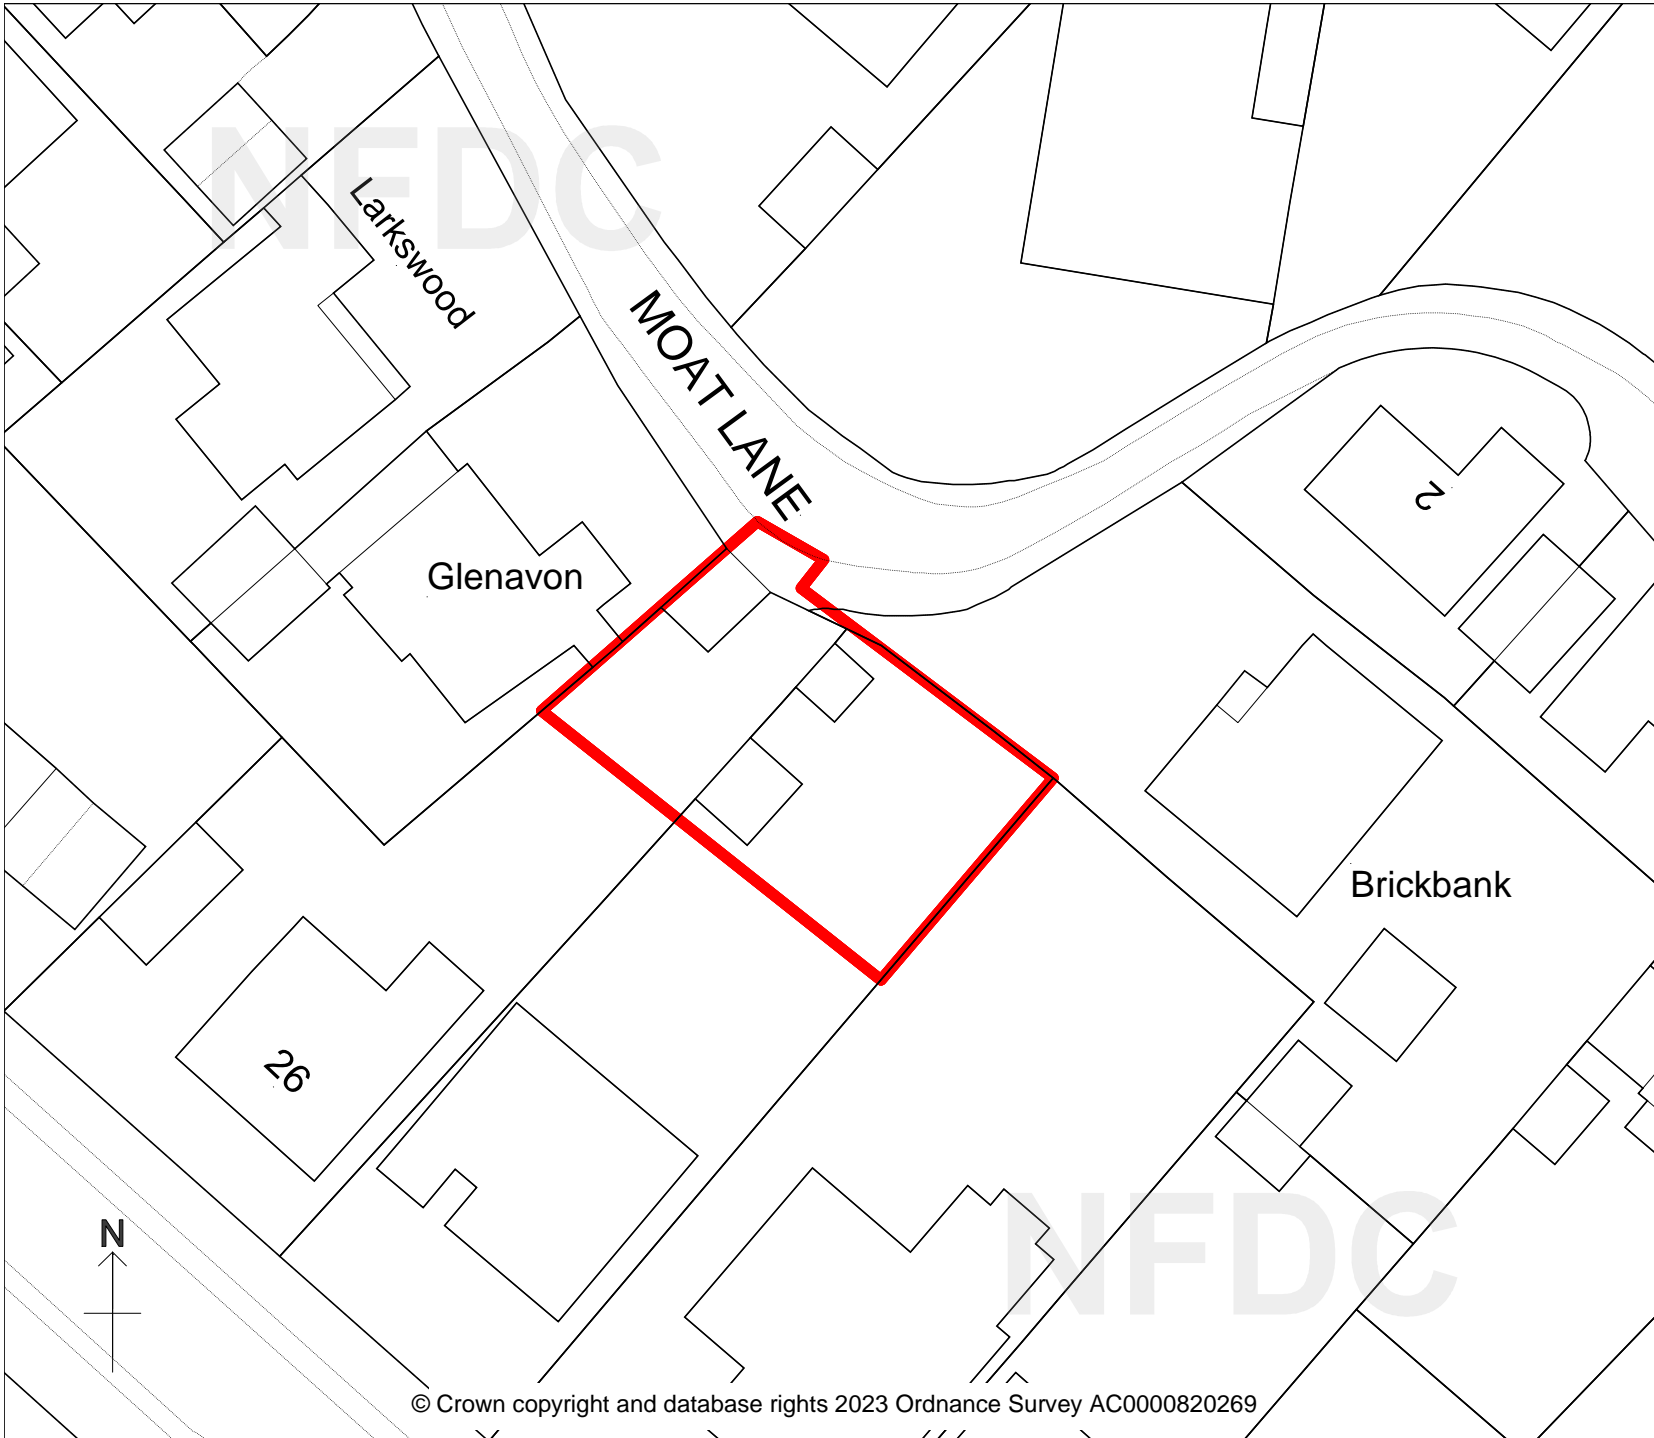 NFDC
Larkswood
MOAT LANE
2
Glenavon
Brickbank
26
NFDC
N
© Crown copyright and database rights 2023 Ordnance Survey AC0000820269